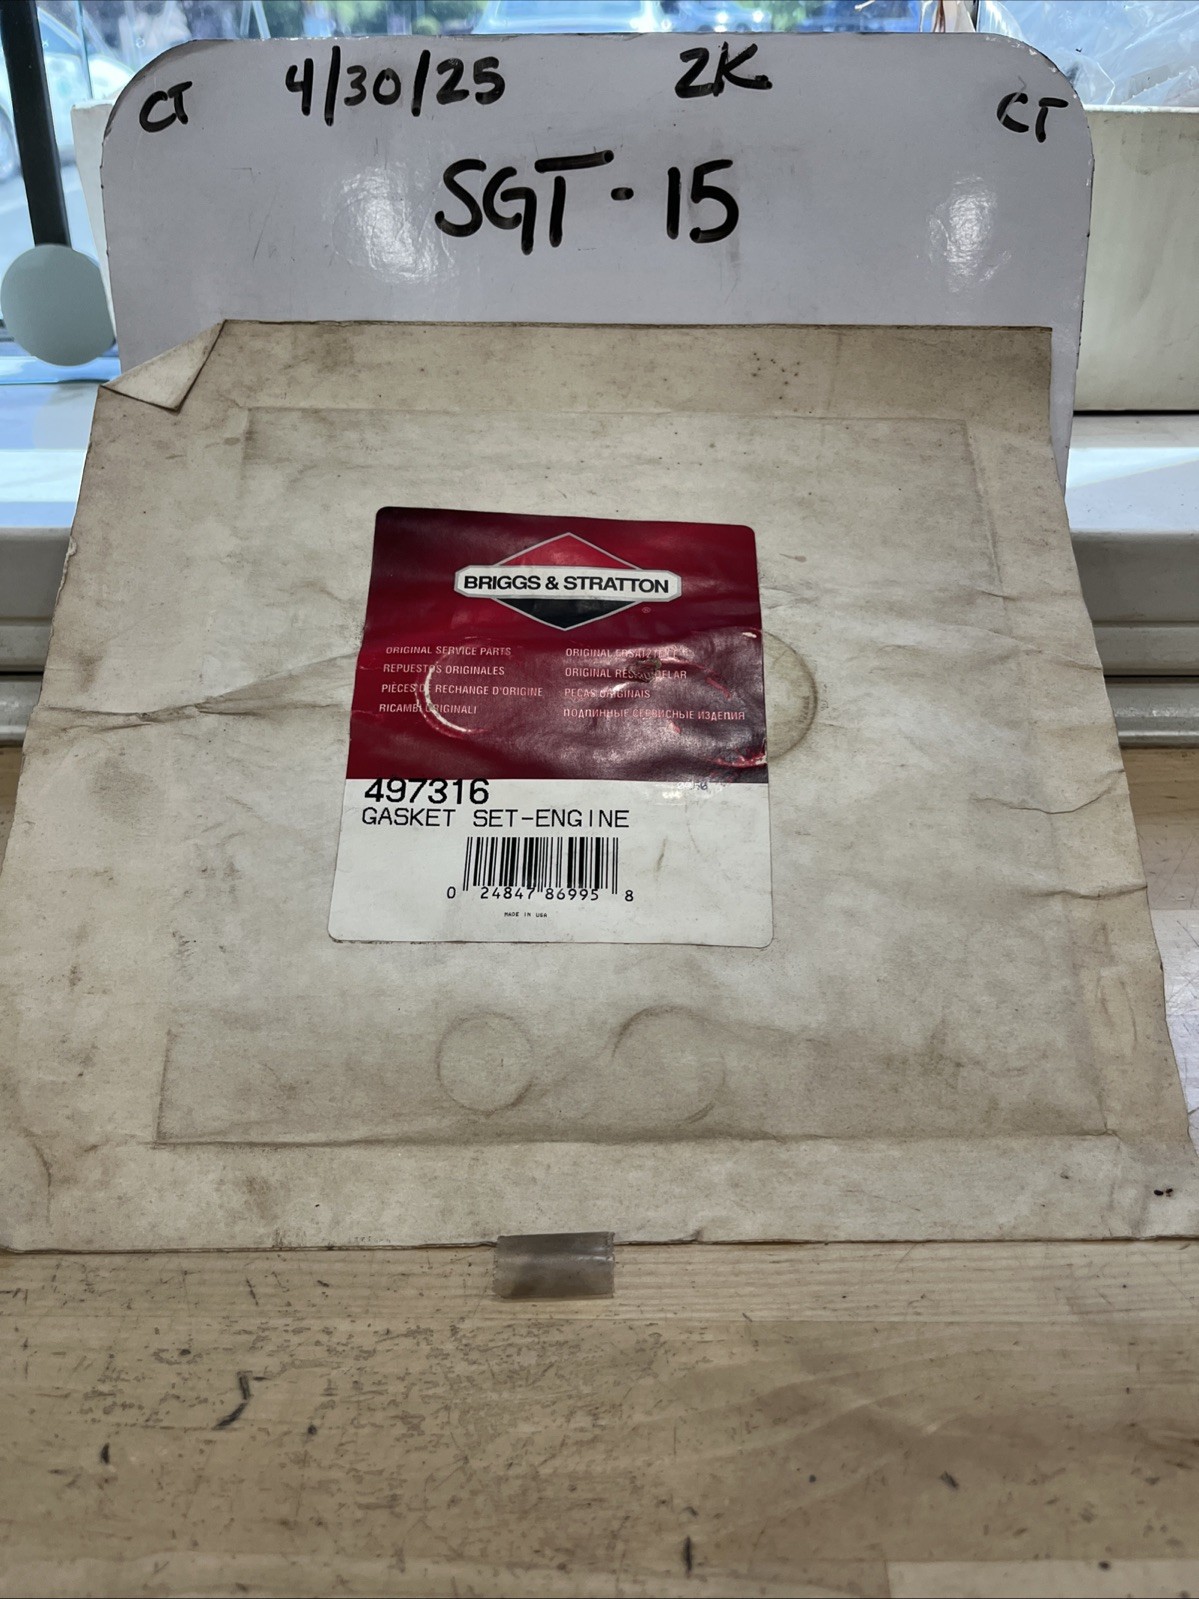 CT 4/30/25 2K CT
SGT-15
BRIGGS & STRATTON
®
ORIGINAL SERVICE PARTS
REPUESTOS ORIGINALES
PIÈCES DE RECHANGE D'ORIGINE
RICAMBI ORIGINALI
ORIGINAL
ORIGINAL
PEÇAS ORIGINAIS
ПОДЛИННЫЕ СЕРВИСНЫЕ ИЗДЕЛИЯ
497316
GASKET SET-ENGINE
0 24847 86995 8
MADE IN USA